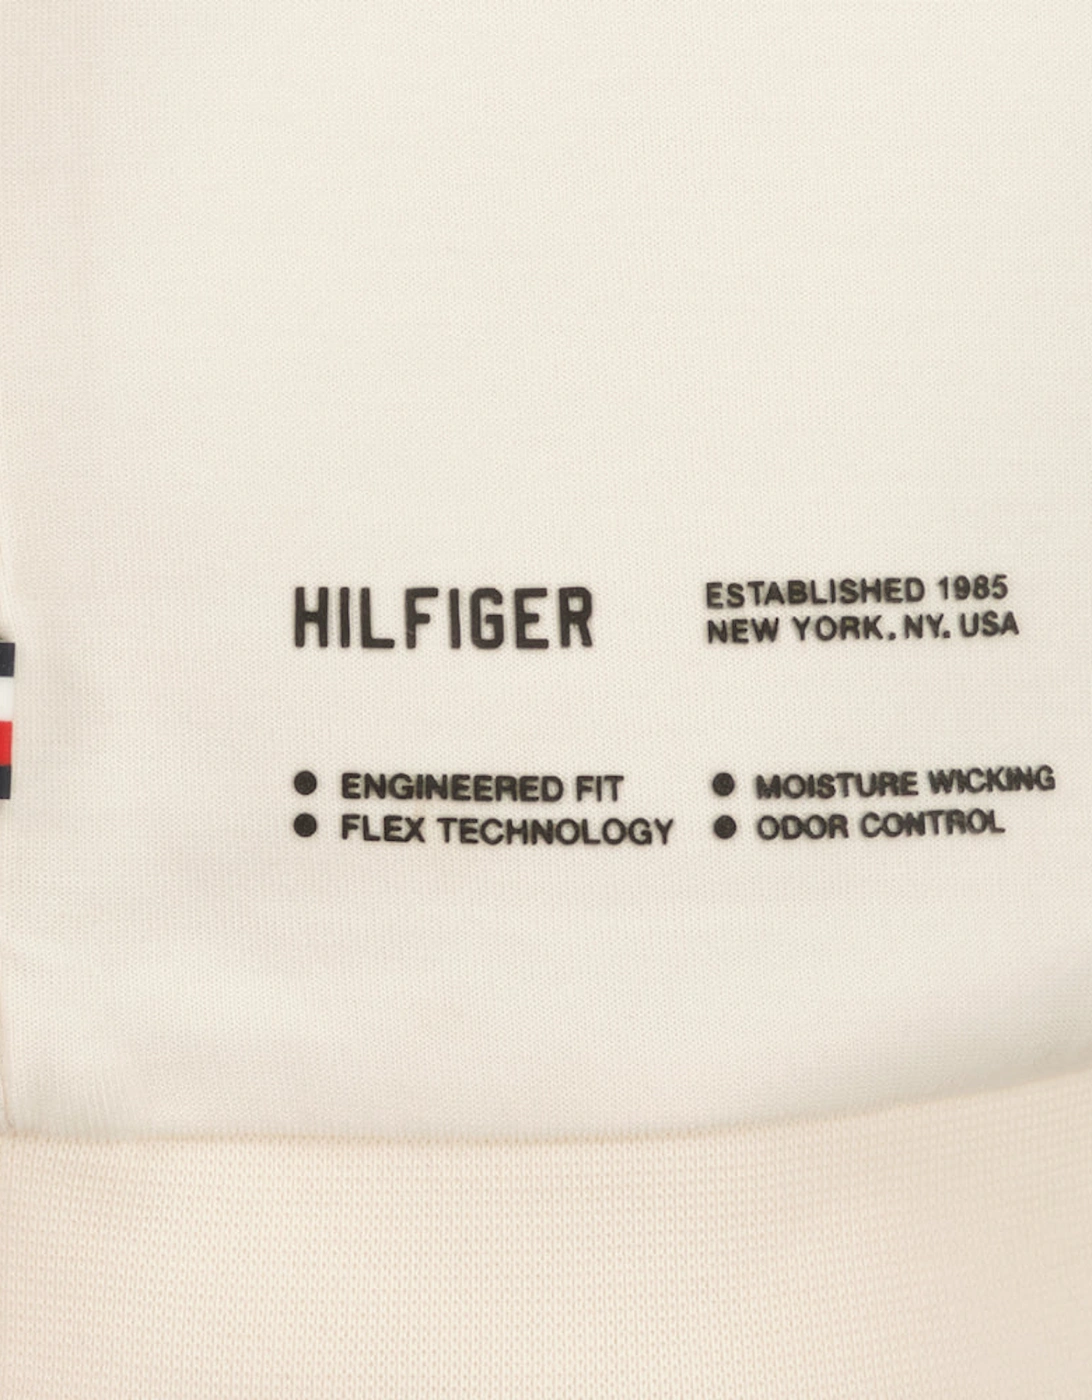 HILFIGER
ESTABLISHED 1985
NEW YORK. NY. USA
● ENGINEERED FIT
● FLEX TECHNOLOGY
● MOISTURE WICKING
● ODOR CONTROL